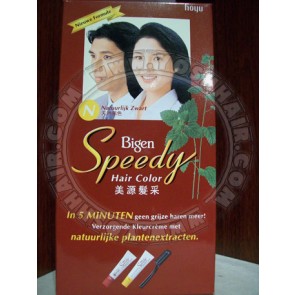 hoyu
Nieuwe Formule
N Natuurlijk Zwart
Bigen
Speedy
Hair Color
美源髮采
In 5 MINUTEN geen grijze haren meer!
Verzorgende kleurcrème met
natuurlijke plantenextracten.